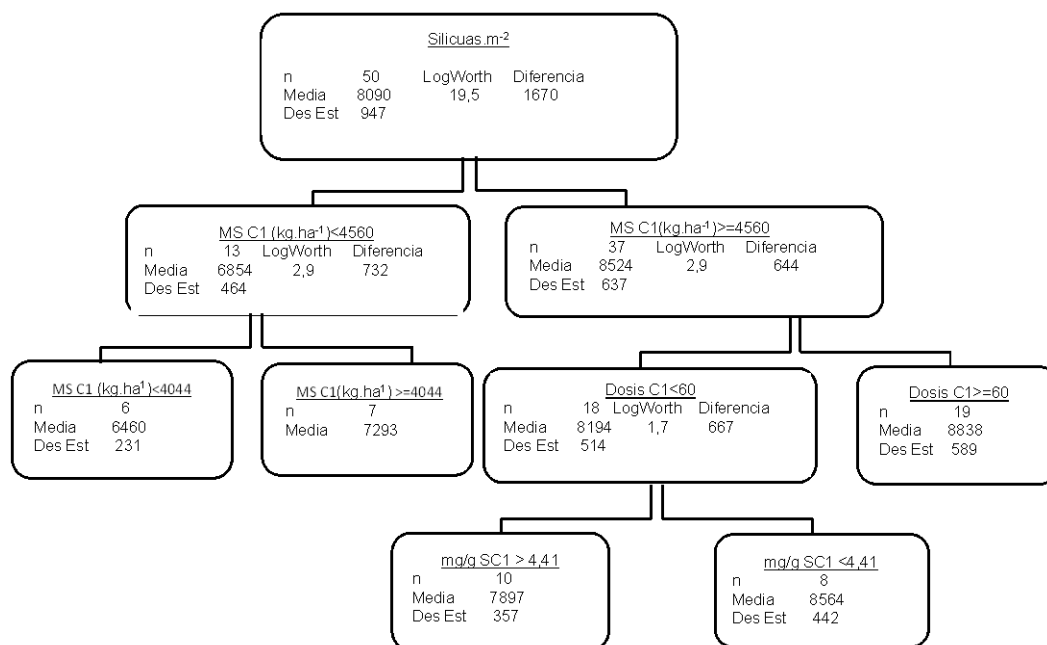 Silicuas.m⁻²
n 50 LogWorth Diferencia
Media 8090 19,5 1670
Des Est 947
MS C1 (kg.ha⁻¹)<4560
n 13 LogWorth Diferencia
Media 6854 2,9 732
Des Est 464
MS C1(kg.ha⁻¹)>=4560
n 37 LogWorth Diferencia
Media 8524 2,9 644
Des Est 637
MS C1 (kg.ha¹)<4044
n 6
Media 6460
Des Est 231
MS C1(kg.ha¹) >=4044
n 7
Media 7293
Dosis C1<60
n 18 LogWorth Diferencia
Media 8194 1,7 667
Des Est 514
Dosis C1>=60
n 19
Media 8838
Des Est 589
mg/g SC1 > 4,41
n 10
Media 7897
Des Est 357
mg/g SC1 <4,41
n 8
Media 8564
Des Est 442